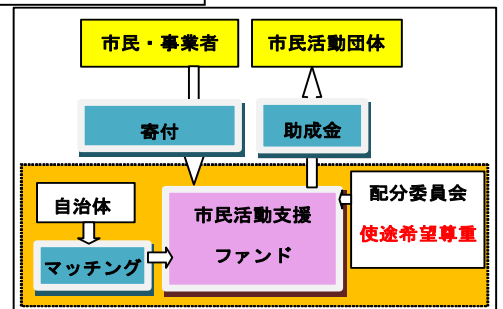 市民・事業者
市民活動団体
寄付
助成金
自治体
マッチング
市民活動支援
ファンド
配分委員会
使途希望尊重